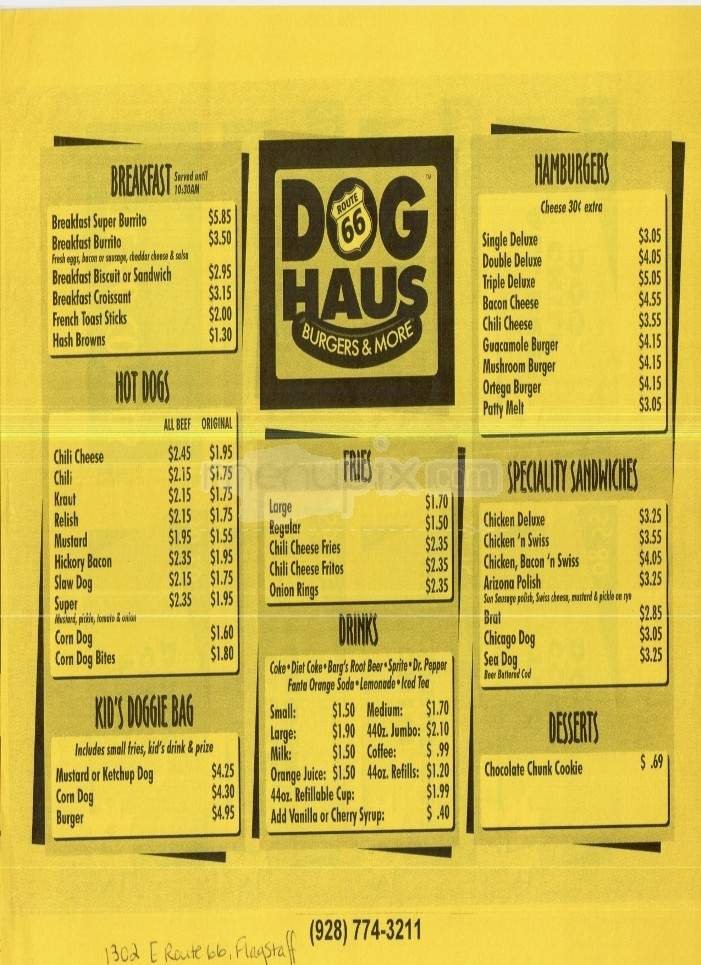 BREAKFAST Served until 10:30AM
Breakfast Super Burrito $5.85
Breakfast Burrito $3.50
Fresh eggs, bacon or sausage, cheddar cheese & salsa
Breakfast Biscuit or Sandwich $2.95
Breakfast Croissant $3.15
French Toast Sticks $2.00
Hash Browns $1.30
HOT DOGS
ALL BEEF ORIGINAL
Chili Cheese $2.45 $1.95
Chili $2.15 $1.75
Kraut $2.15 $1.75
Relish $2.15 $1.75
Mustard $1.95 $1.55
Hickory Bacon $2.35 $1.95
Slaw Dog $2.15 $1.75
Super $2.35 $1.95
Mustard, pickle, tomato & onion
Corn Dog $1.60
Corn Dog Bites $1.80
KID'S DOGGIE BAG
Includes small fries, kid's drink & prize
Mustard or Ketchup Dog $4.25
Corn Dog $4.30
Burger $4.95
DOG
ROUTE
66
HAUS
BURGERS & MORE
TM
FRIES
Large $1.70
Regular $1.50
Chili Cheese Fries $2.35
Chili Cheese Fritos $2.35
Onion Rings $2.35
DRINKS
Coke • Diet Coke • Barg's Root Beer • Sprite • Dr. Pepper
Fanta Orange Soda • Lemonade • Iced Tea
Small: $1.50 Medium: $1.70
Large: $1.90 44oz. Jumbo: $2.10
Milk: $1.50 Coffee: $ .99
Orange Juice: $1.50 44oz. Refills: $1.20
44oz. Refillable Cup: $1.99
Add Vanilla or Cherry Syrup: $ .40
HAMBURGERS
Cheese 30¢ extra
Single Deluxe $3.05
Double Deluxe $4.05
Triple Deluxe $5.05
Bacon Cheese $4.55
Chili Cheese $3.55
Guacamole Burger $4.15
Mushroom Burger $4.15
Ortega Burger $4.15
Patty Melt $3.05
SPECIALITY SANDWICHES
Chicken Deluxe $3.25
Chicken 'n Swiss $3.55
Chicken, Bacon 'n Swiss $4.05
Arizona Polish $3.25
Sun Sausage polish, Swiss cheese, mustard & pickle on rye
Brat $2.85
Chicago Dog $3.05
Sea Dog $3.25
Beer Battered Cod
DESSERTS
Chocolate Chunk Cookie $ .69
menupix.com
(928) 774-3211
1302 E Route 66, Flagstaff